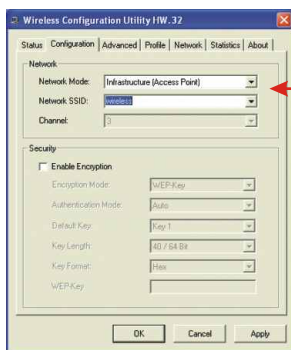 Wireless Configuration Utility HW.32
Status Configuration Advanced Profile Network Statistics About
Network
Network Mode: Infrastructure (Access Point)
Network SSID: wireless
Channel: 3
Security
Enable Encryption
Encryption Mode: WEP-Key
Authentication Mode: Auto
Default Key: Key 1
Key Length: 40 / 64 Bit
Key Format: Hex
WEP-Key
OK Cancel Apply